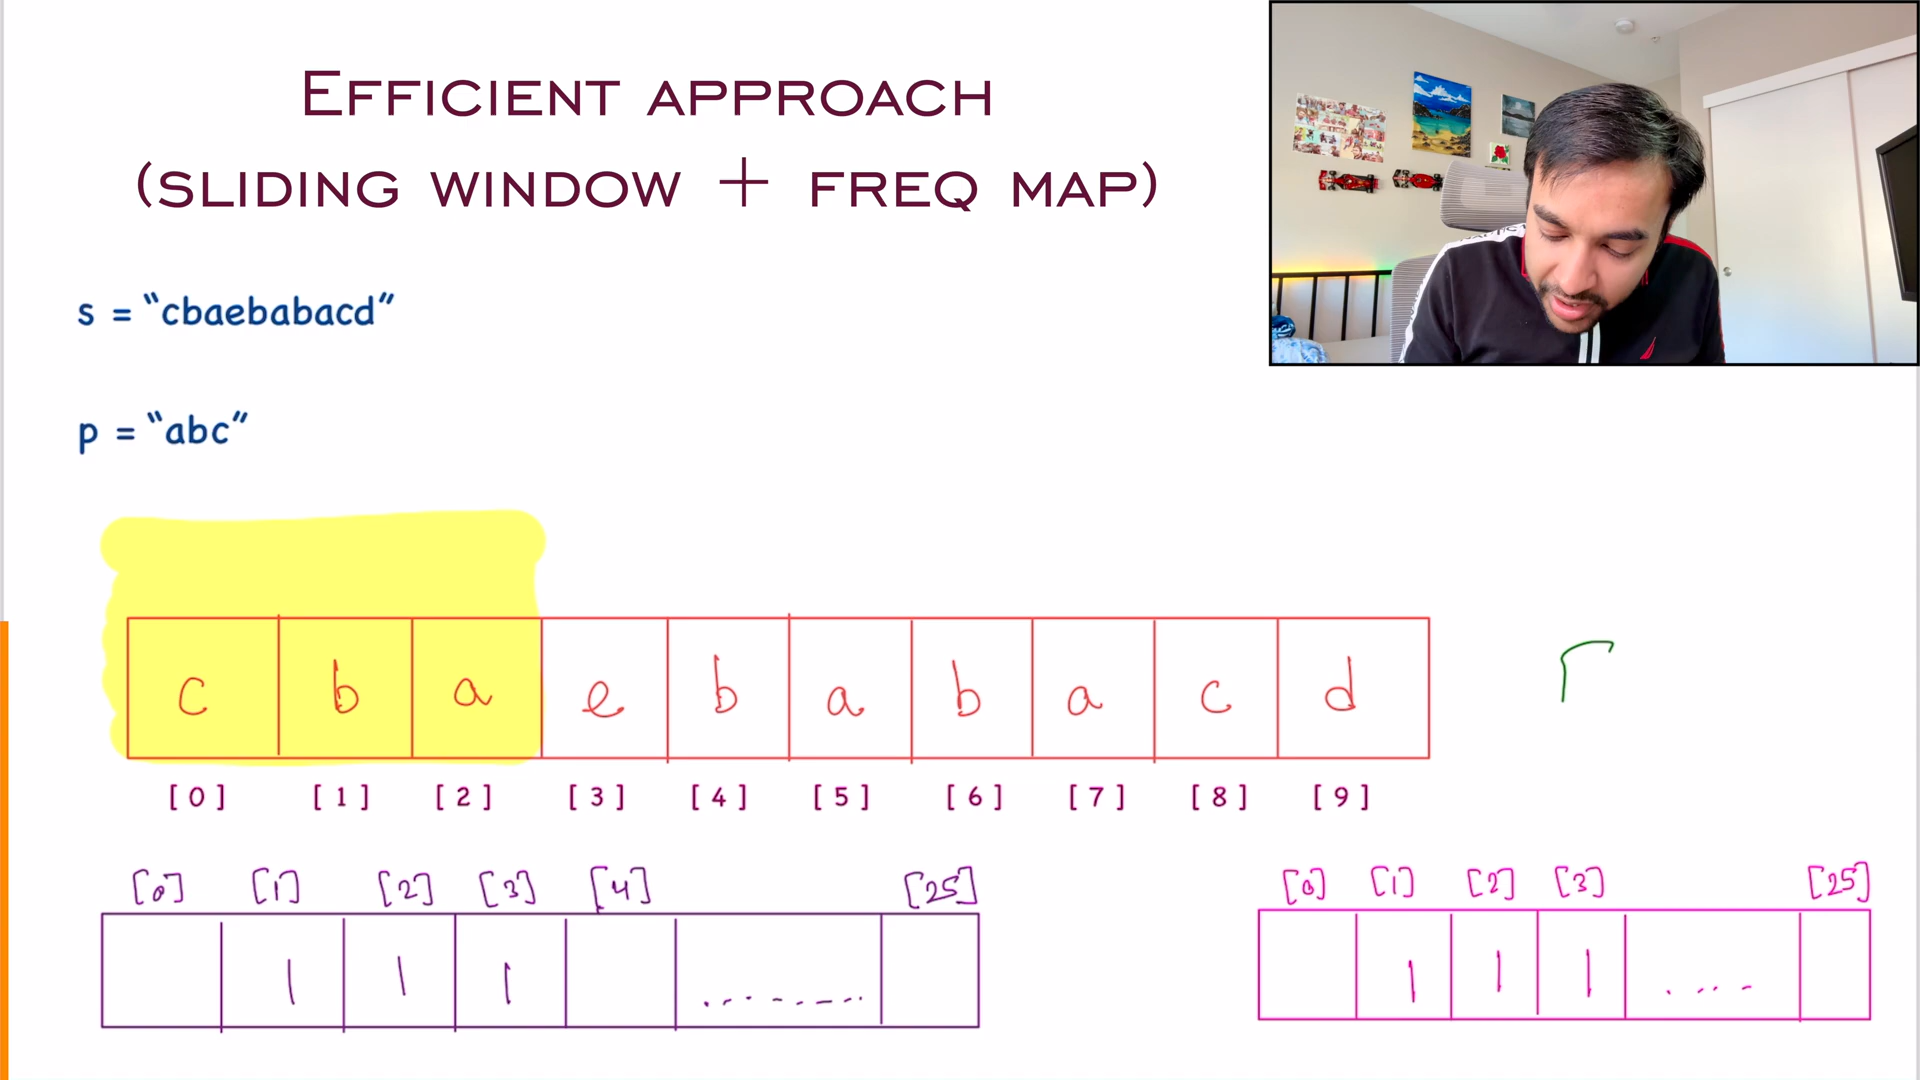 EFFICIENT APPROACH
(SLIDING WINDOW + FREQ MAP)
s = "cbaebabacd"
p = "abc"
c b a e b a b a c d
[0] [1] [2] [3] [4] [5] [6] [7] [8] [9]
[0] [1] [2] [3] [4] [25]
1 1 1 ........
[0] [1] [2] [3] [25]
1 1 1 ....